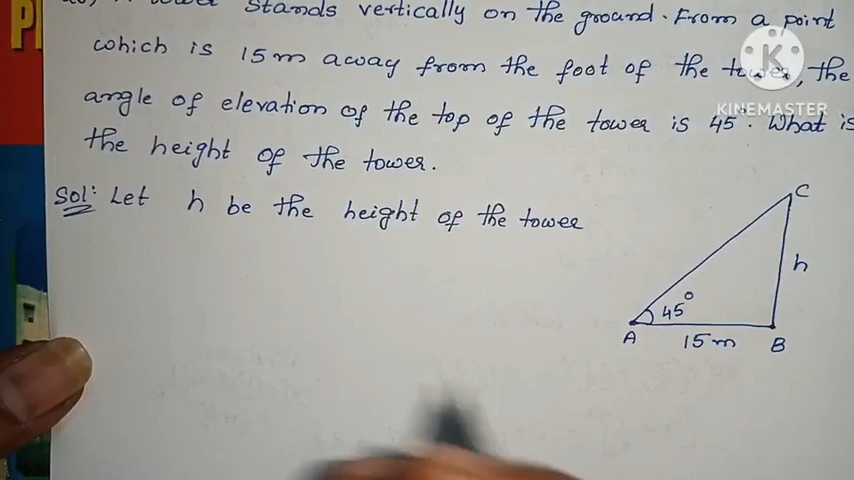 Stands vertically on the ground. From a point
which is 15m away from the foot of the tower, the
angle of elevation of the top of the tower is 45°. What is
the height of the tower.
Sol: Let h be the height of the tower
C
h
45°
A 15m B
K
KINEMASTER